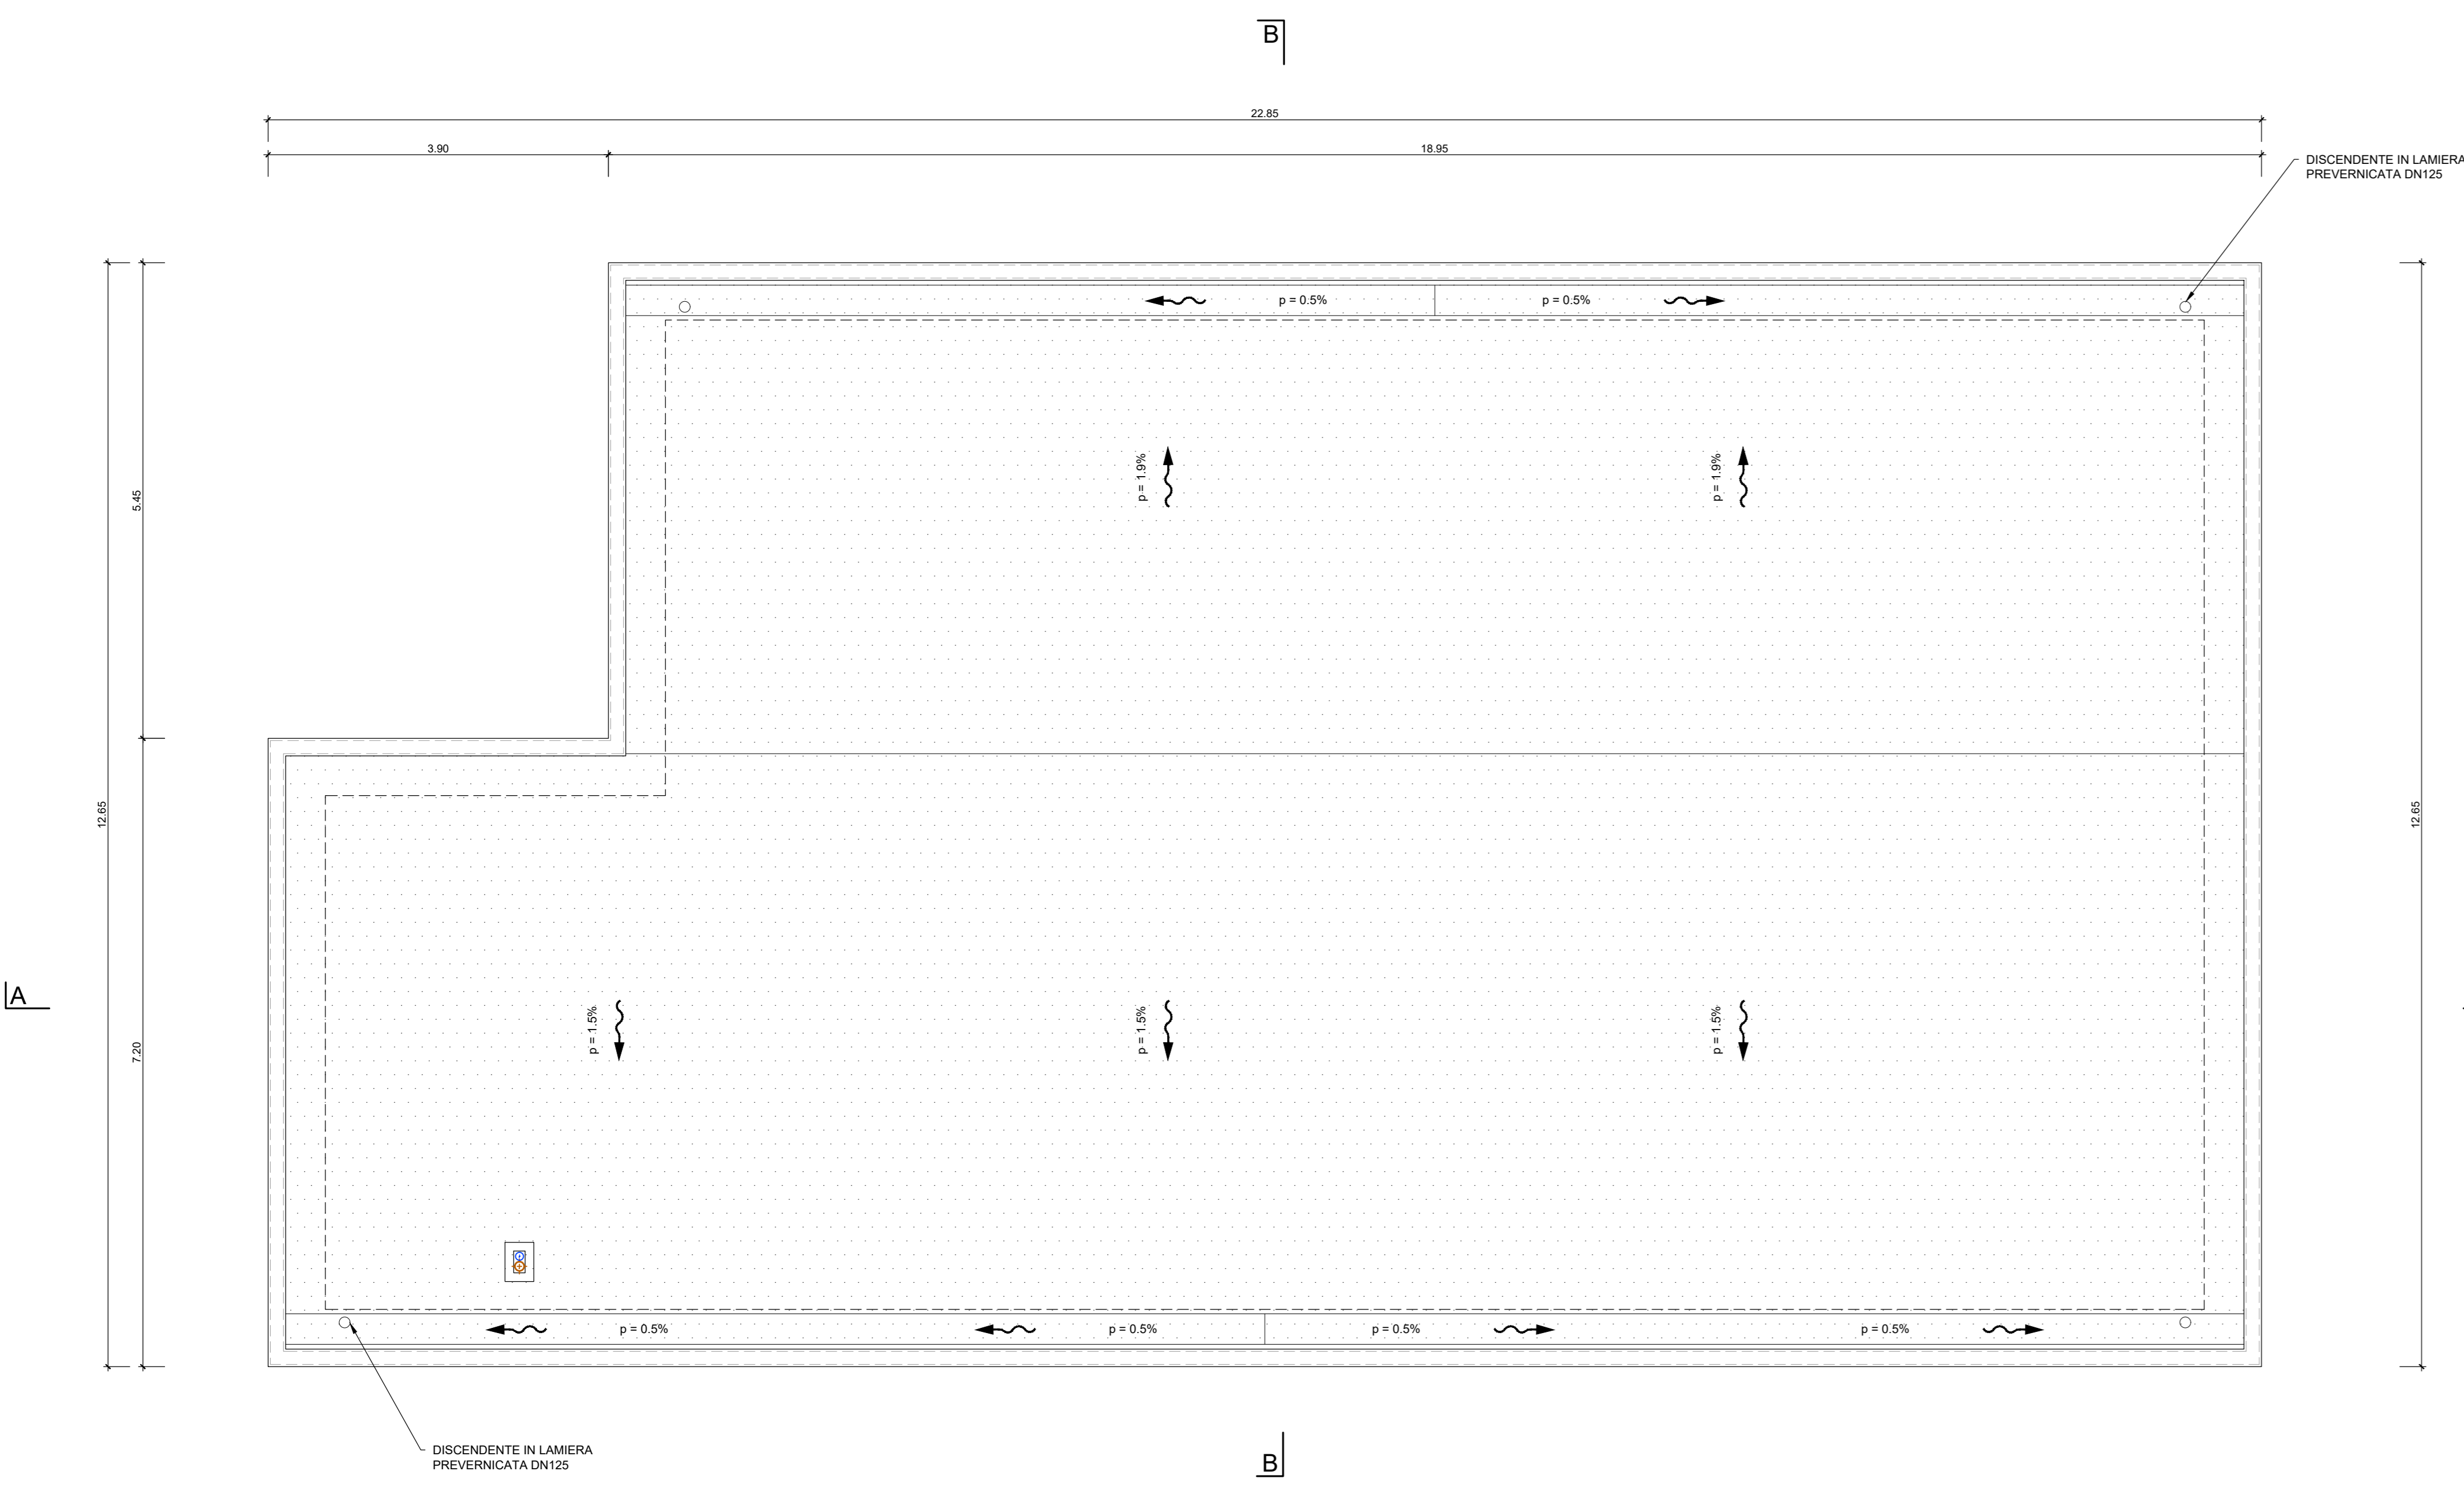 B
22.85
3.90
18.95
DISCENDENTE IN LAMIERA
PREVERNICATA DN125
p = 0.5%
p = 0.5%
p = 1.9%
p = 1.9%
5.45
12.65
12.65
A
7.20
p = 1.5%
p = 1.5%
p = 1.5%
p = 0.5%
p = 0.5%
p = 0.5%
p = 0.5%
DISCENDENTE IN LAMIERA
PREVERNICATA DN125
B